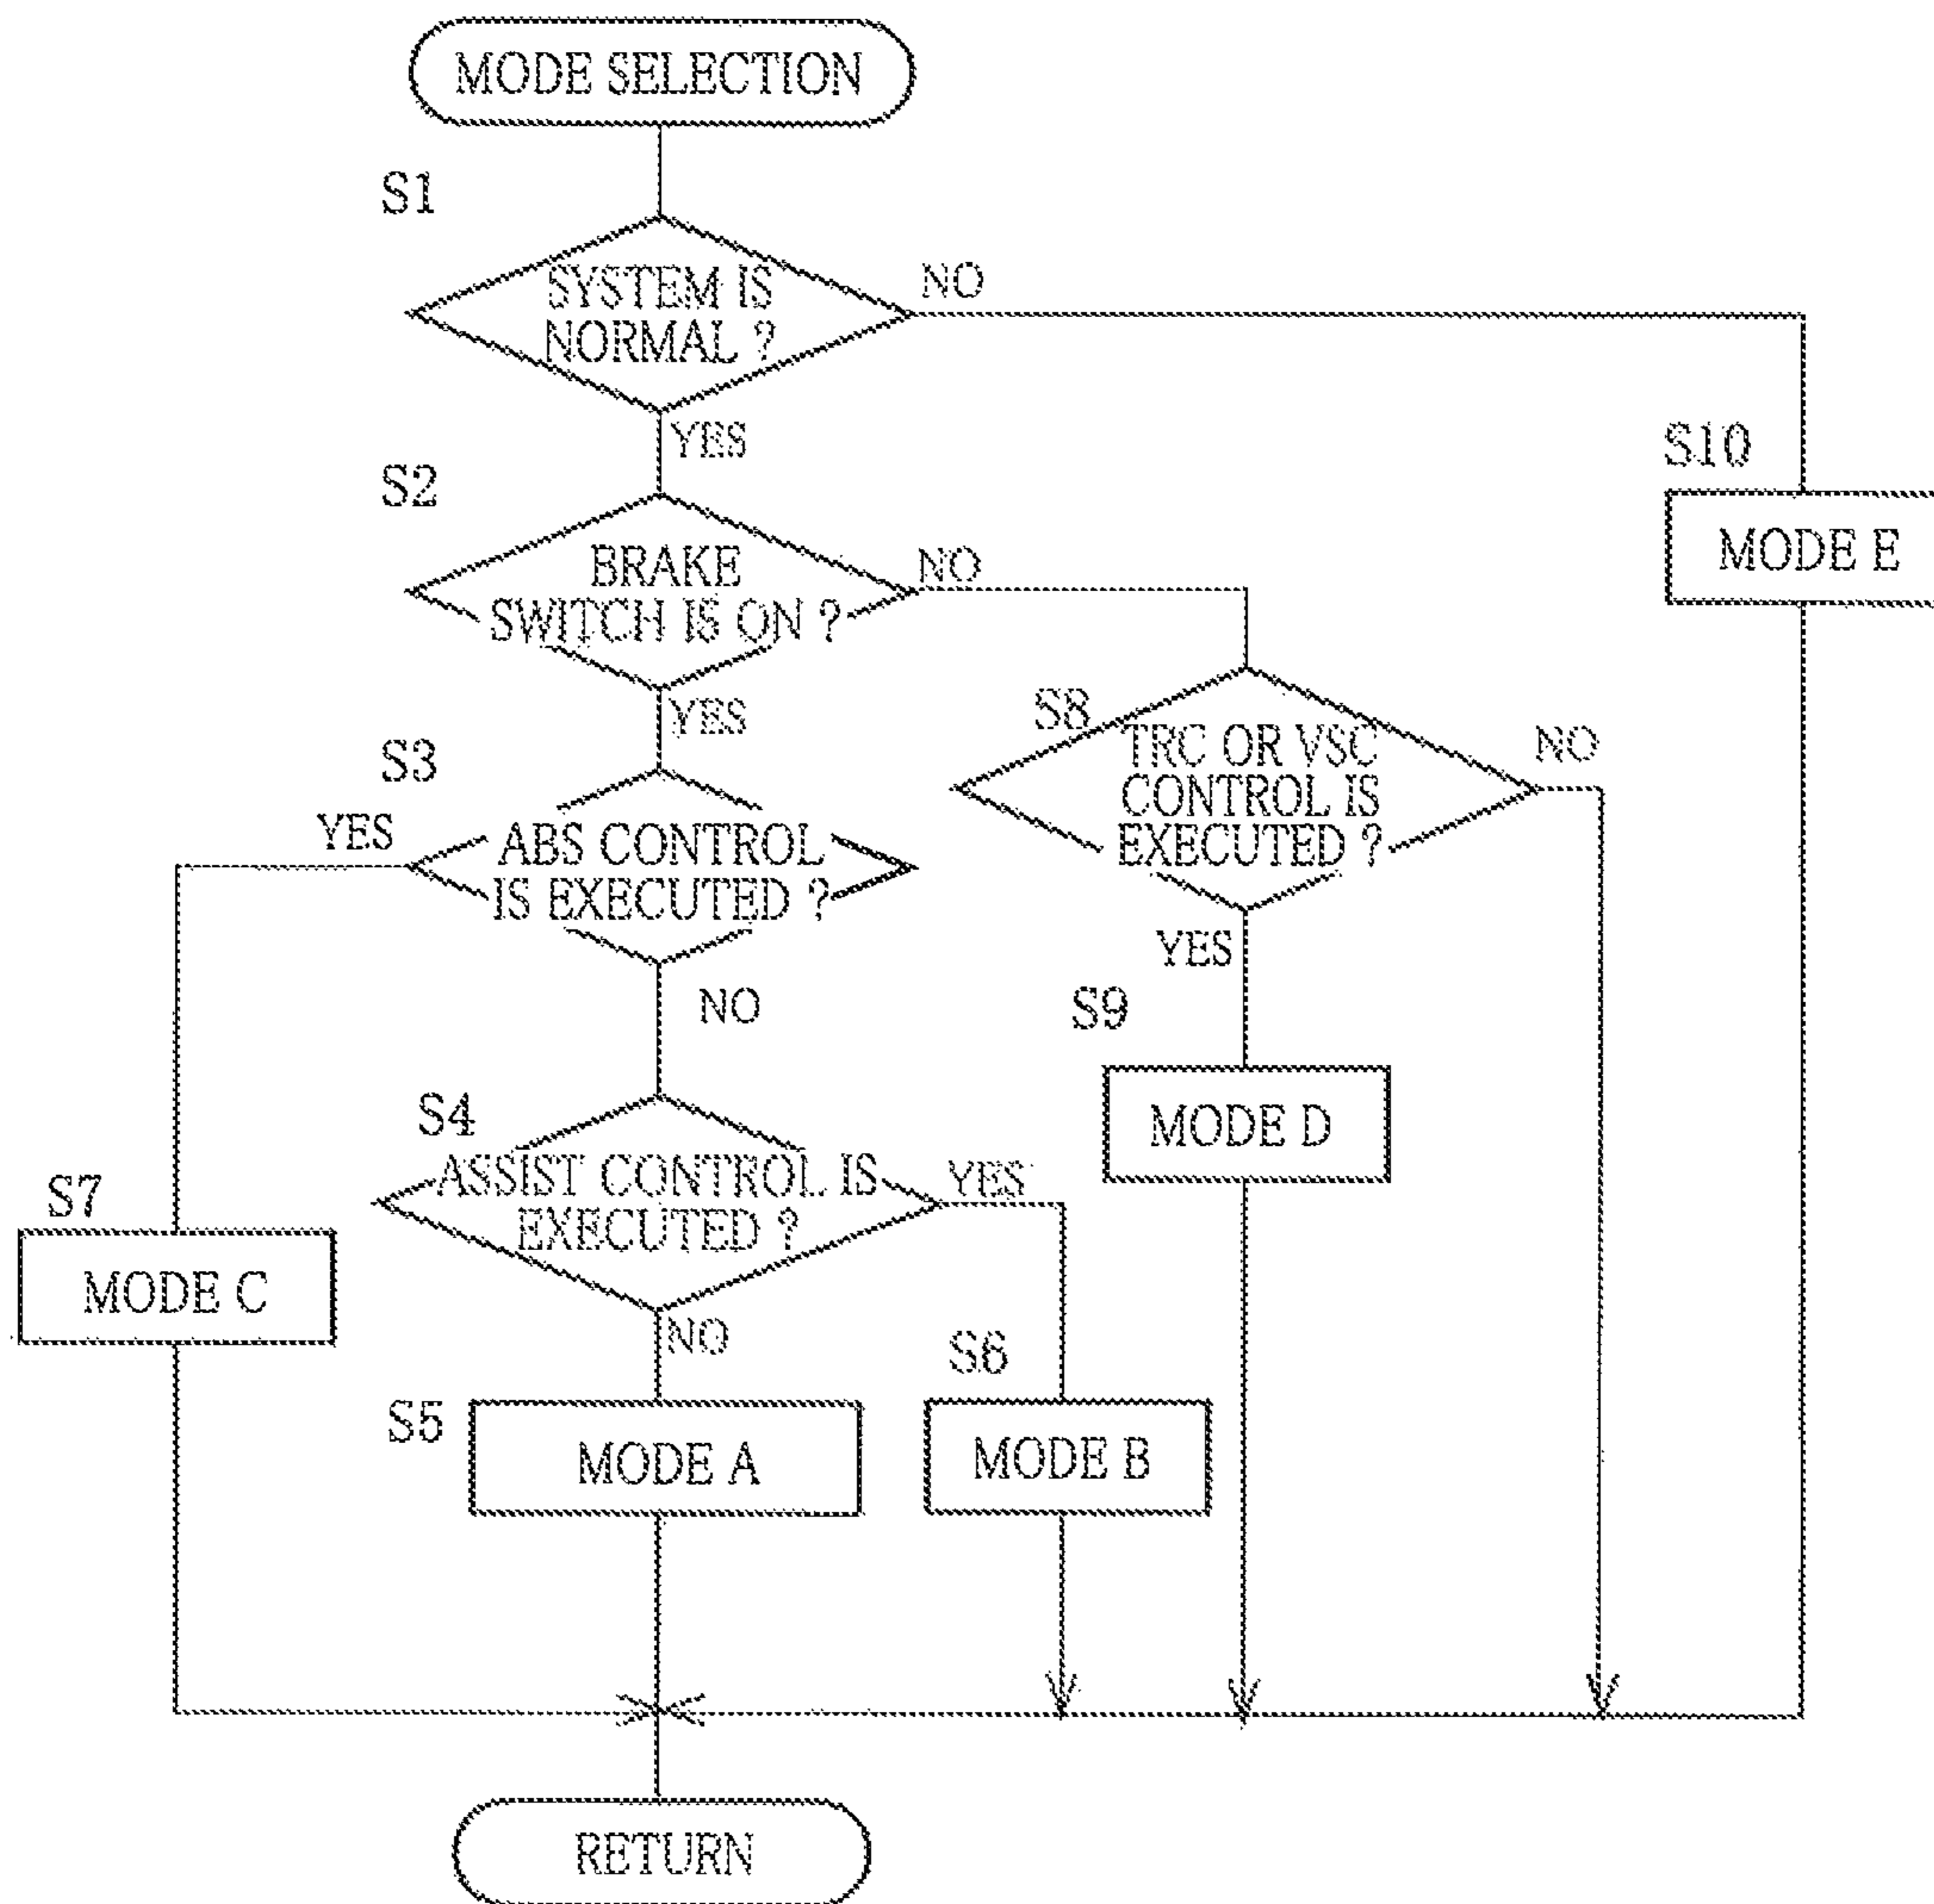 MODE SELECTION
S1
SYSTEM IS
NORMAL ?
NO
YES
S10
MODE E
S2
BRAKE
SWITCH IS ON ?
NO
YES
S8
TRC OR VSC
CONTROL IS
EXECUTED ?
NO
YES
S3
ABS CONTROL
IS EXECUTED ?
YES
NO
S9
MODE D
S4
ASSIST CONTROL IS
EXECUTED ?
YES
NO
S7
MODE C
S5
MODE A
S6
MODE B
RETURN